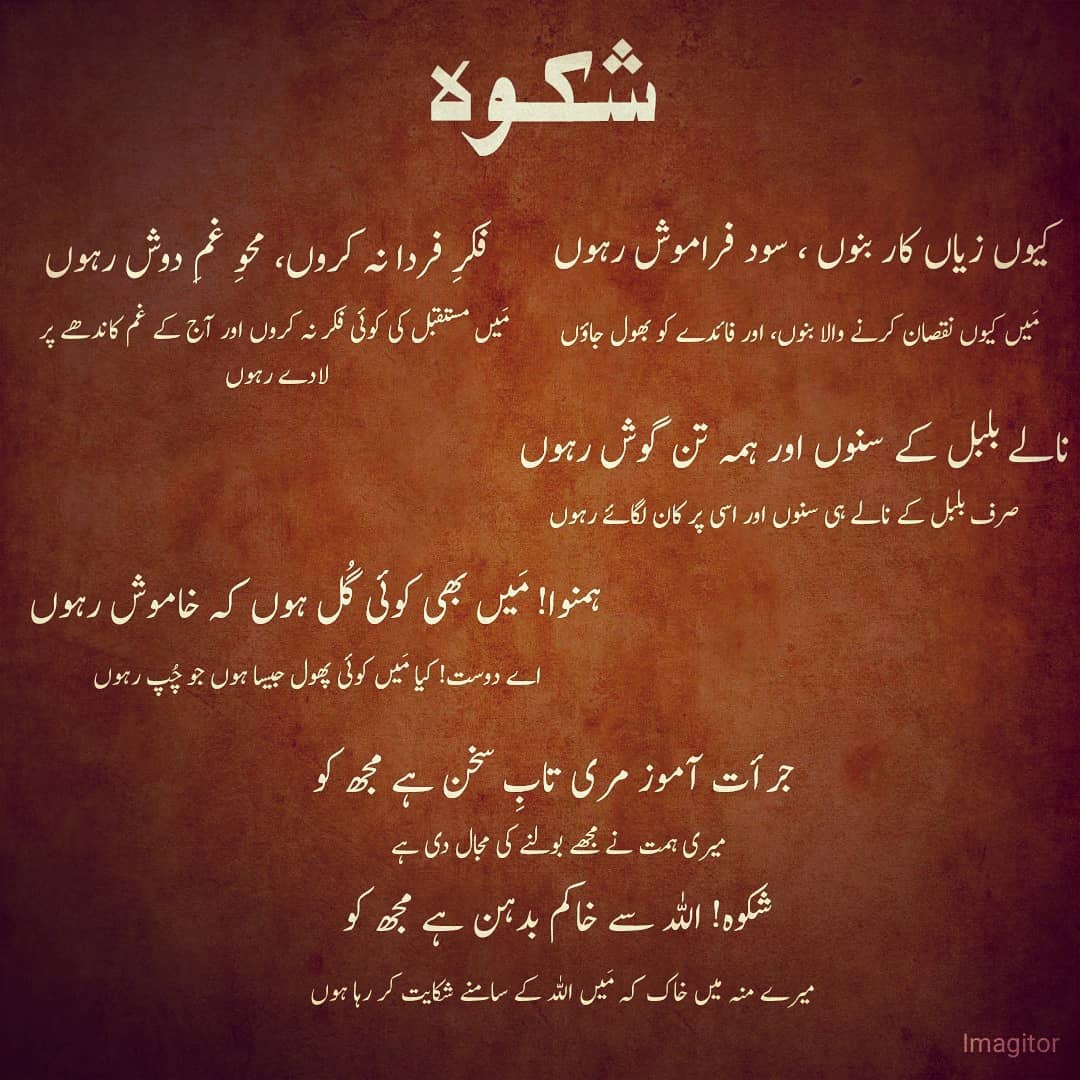 شکوہ
کیوں زیاں کار بنوں ، سود فراموش رہوں
فکرِ فردا نہ کروں، محوِ غمِ دوش رہوں
مَیں کیوں نقصان کرنے والا بنوں، اور فائدے کو بھول جاؤں
مَیں مستقبل کی کوئی فکر نہ کروں اور آج کے غم کاندھے پر
لادے رہوں
نالے بلبل کے سنوں اور ہمہ تن گوش رہوں
صرف بلبل کے نالے ہی سنوں اور اسی پر کان لگائے رہوں
ہمنوا! مَیں بھی کوئی گُل ہوں کہ خاموش رہوں
اے دوست! کیا مَیں کوئی پھول جیسا ہوں جو چُپ رہوں
جرأت آموز مری تابِ سخن ہے مجھ کو
میری ہمت نے مجھے بولنے کی مجال دی ہے
شکوہ! اللہ سے خاکم بدہن ہے مجھ کو
میرے منہ میں خاک کہ مَیں اللہ کے سامنے شکایت کر رہا ہوں
Imagitor